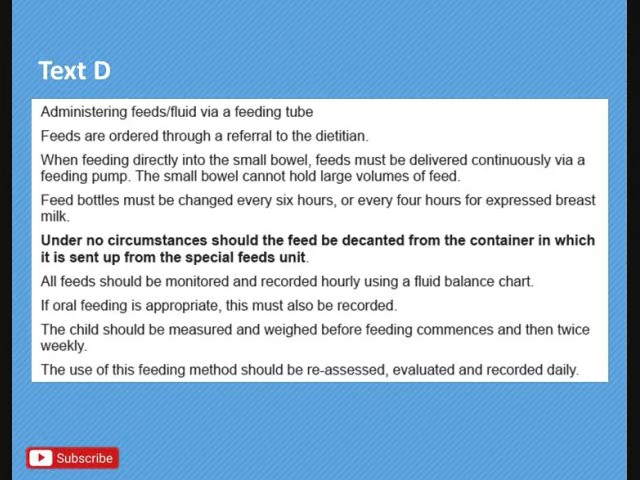 Text D
Administering feeds/fluid via a feeding tube
Feeds are ordered through a referral to the dietitian.
When feeding directly into the small bowel, feeds must be delivered continuously via a
feeding pump. The small bowel cannot hold large volumes of feed.
Feed bottles must be changed every six hours, or every four hours for expressed breast
milk.
Under no circumstances should the feed be decanted from the container in which
it is sent up from the special feeds unit.
All feeds should be monitored and recorded hourly using a fluid balance chart.
If oral feeding is appropriate, this must also be recorded.
The child should be measured and weighed before feeding commences and then twice
weekly.
The use of this feeding method should be re-assessed, evaluated and recorded daily.
Subscribe